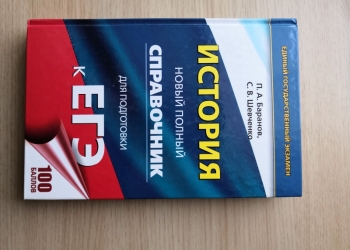 ЕДИНЫЙ ГОСУДАРСТВЕННЫЙ ЭКЗАМЕН
П. А. Баранов,
С. В. Шевченко
ИСТОРИЯ
НОВЫЙ ПОЛНЫЙ
СПРАВОЧНИК
ДЛЯ ПОДГОТОВКИ
К ЕГЭ
100
БАЛЛОВ